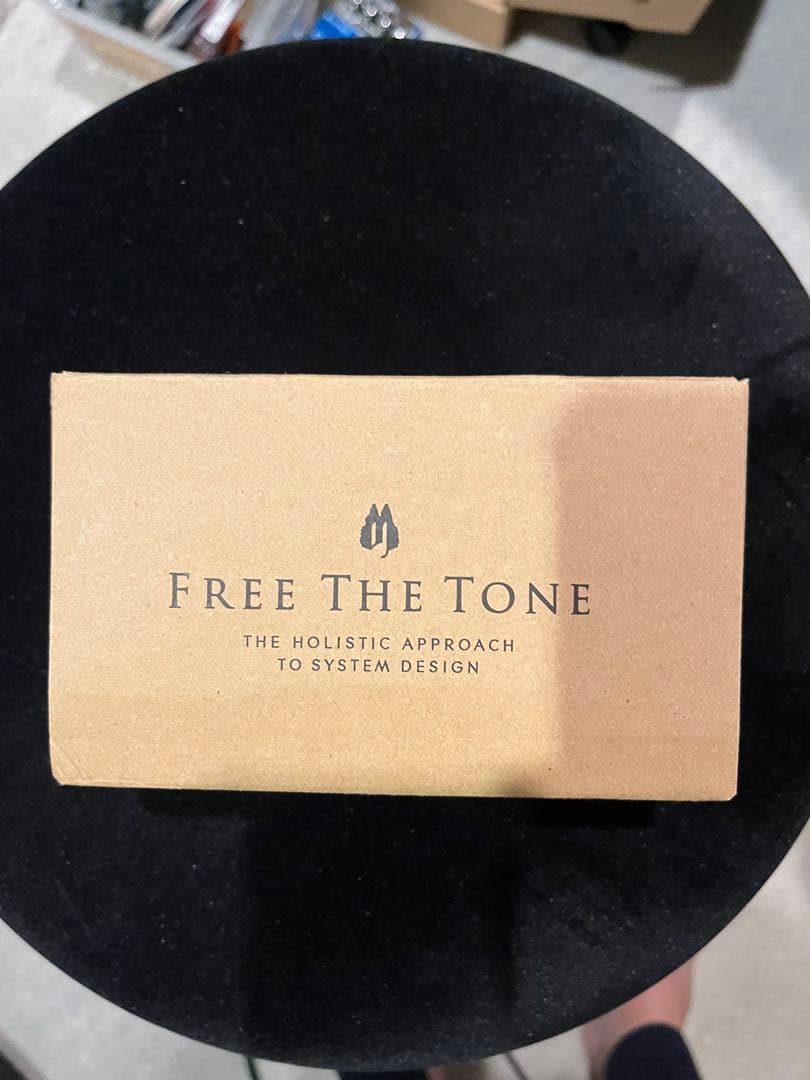 FREE THE TONE
THE HOLISTIC APPROACH
TO SYSTEM DESIGN